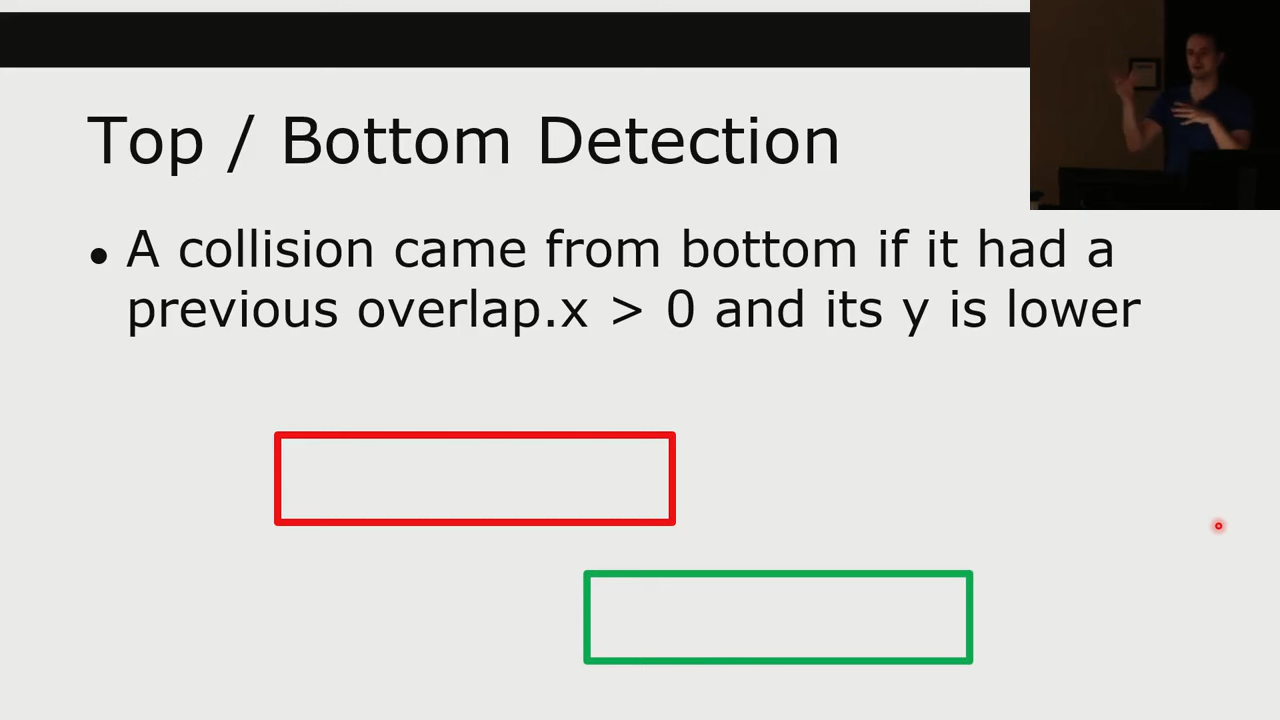 Top / Bottom Detection
• A collision came from bottom if it had a
previous overlap.x > 0 and its y is lower